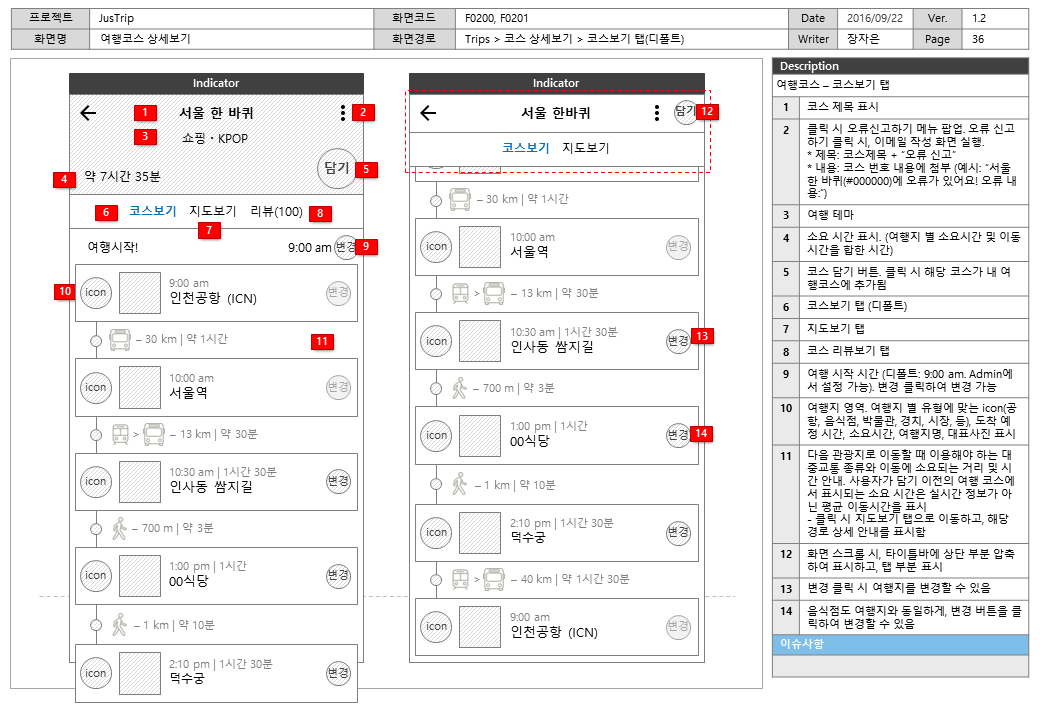 프로젝트 JusTrip 화면코드 F0200, F0201 Date 2016/09/22 Ver. 1.2
화면명 여행코스 상세보기 화면경로 Trips > 코스 상세보기 > 코스보기 탭(디폴트) Writer 장자은 Page 36
Indicator
1 서울 한 바퀴 2
3 쇼핑・KPOP
담기 5
4 약 7시간 35분
6 코스보기 지도보기 리뷰(100) 8
7
여행시작! 9:00 am 변경 9
10 icon 9:00 am 변경
인천공항 (ICN)
– 30 km | 약 1시간 11
icon 10:00 am 변경
서울역
> – 13 km | 약 30분
icon 10:30 am | 1시간 30분 변경
인사동 쌈지길
– 700 m | 약 3분
icon 1:00 pm | 1시간 변경
00식당
– 1 km | 약 10분
icon 2:10 pm | 1시간 30분 변경
덕수궁
Indicator
서울 한바퀴 담기 12
코스보기 지도보기
– 30 km | 약 1시간
icon 10:00 am 변경
서울역
> – 13 km | 약 30분
icon 10:30 am | 1시간 30분 변경 13
인사동 쌈지길
– 700 m | 약 3분
icon 1:00 pm | 1시간 변경 14
00식당
– 1 km | 약 10분
icon 2:10 pm | 1시간 30분 변경
덕수궁
> – 40 km | 약 1시간 30분
icon 9:00 am 변경
인천공항 (ICN)
Description
여행코스 – 코스보기 탭
1 코스 제목 표시
2 클릭 시 오류신고하기 메뉴 팝업. 오류 신고
하기 클릭 시, 이메일 작성 화면 실행.
* 제목: 코스제목 + “오류 신고”
* 내용: 코스 번호 내용에 첨부 (예시: “서울
한 바퀴(#000000)에 오류가 있어요! 오류 내
용:”)
3 여행 테마
4 소요 시간 표시. (여행지 별 소요시간 및 이동
시간을 합한 시간)
5 코스 담기 버튼. 클릭 시 해당 코스가 내 여
행코스에 추가됨
6 코스보기 탭 (디폴트)
7 지도보기 탭
8 코스 리뷰보기 탭
9 여행 시작 시간 (디폴트: 9:00 am. Admin에
서 설정 가능). 변경 클릭하여 변경 가능
10 여행지 영역. 여행지 별 유형에 맞는 icon(공
항, 음식점, 박물관, 경치, 시장, 등), 도착 예
정 시간, 소요시간, 여행지명, 대표사진 표시
11 다음 관광지로 이동할 때 이용해야 하는 대
중교통 종류와 이동에 소요되는 거리 및 시
간 안내. 사용자가 담기 이전의 여행 코스에
서 표시되는 소요 시간은 실시간 정보가 아
닌 평균 이동시간을 표시
– 클릭 시 지도보기 탭으로 이동하고, 해당
경로 상세 안내를 표시함
12 화면 스크롤 시, 타이틀바에 상단 부분 압축
하여 표시하고, 탭 부분 표시
13 변경 클릭 시 여행지를 변경할 수 있음
14 음식점도 여행지와 동일하게, 변경 버튼을 클
릭하여 변경할 수 있음
이슈사항